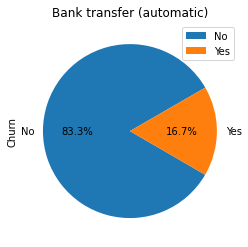 Bank transfer (automatic)
No
Yes
Churn
No
83.3%
16.7%
Yes